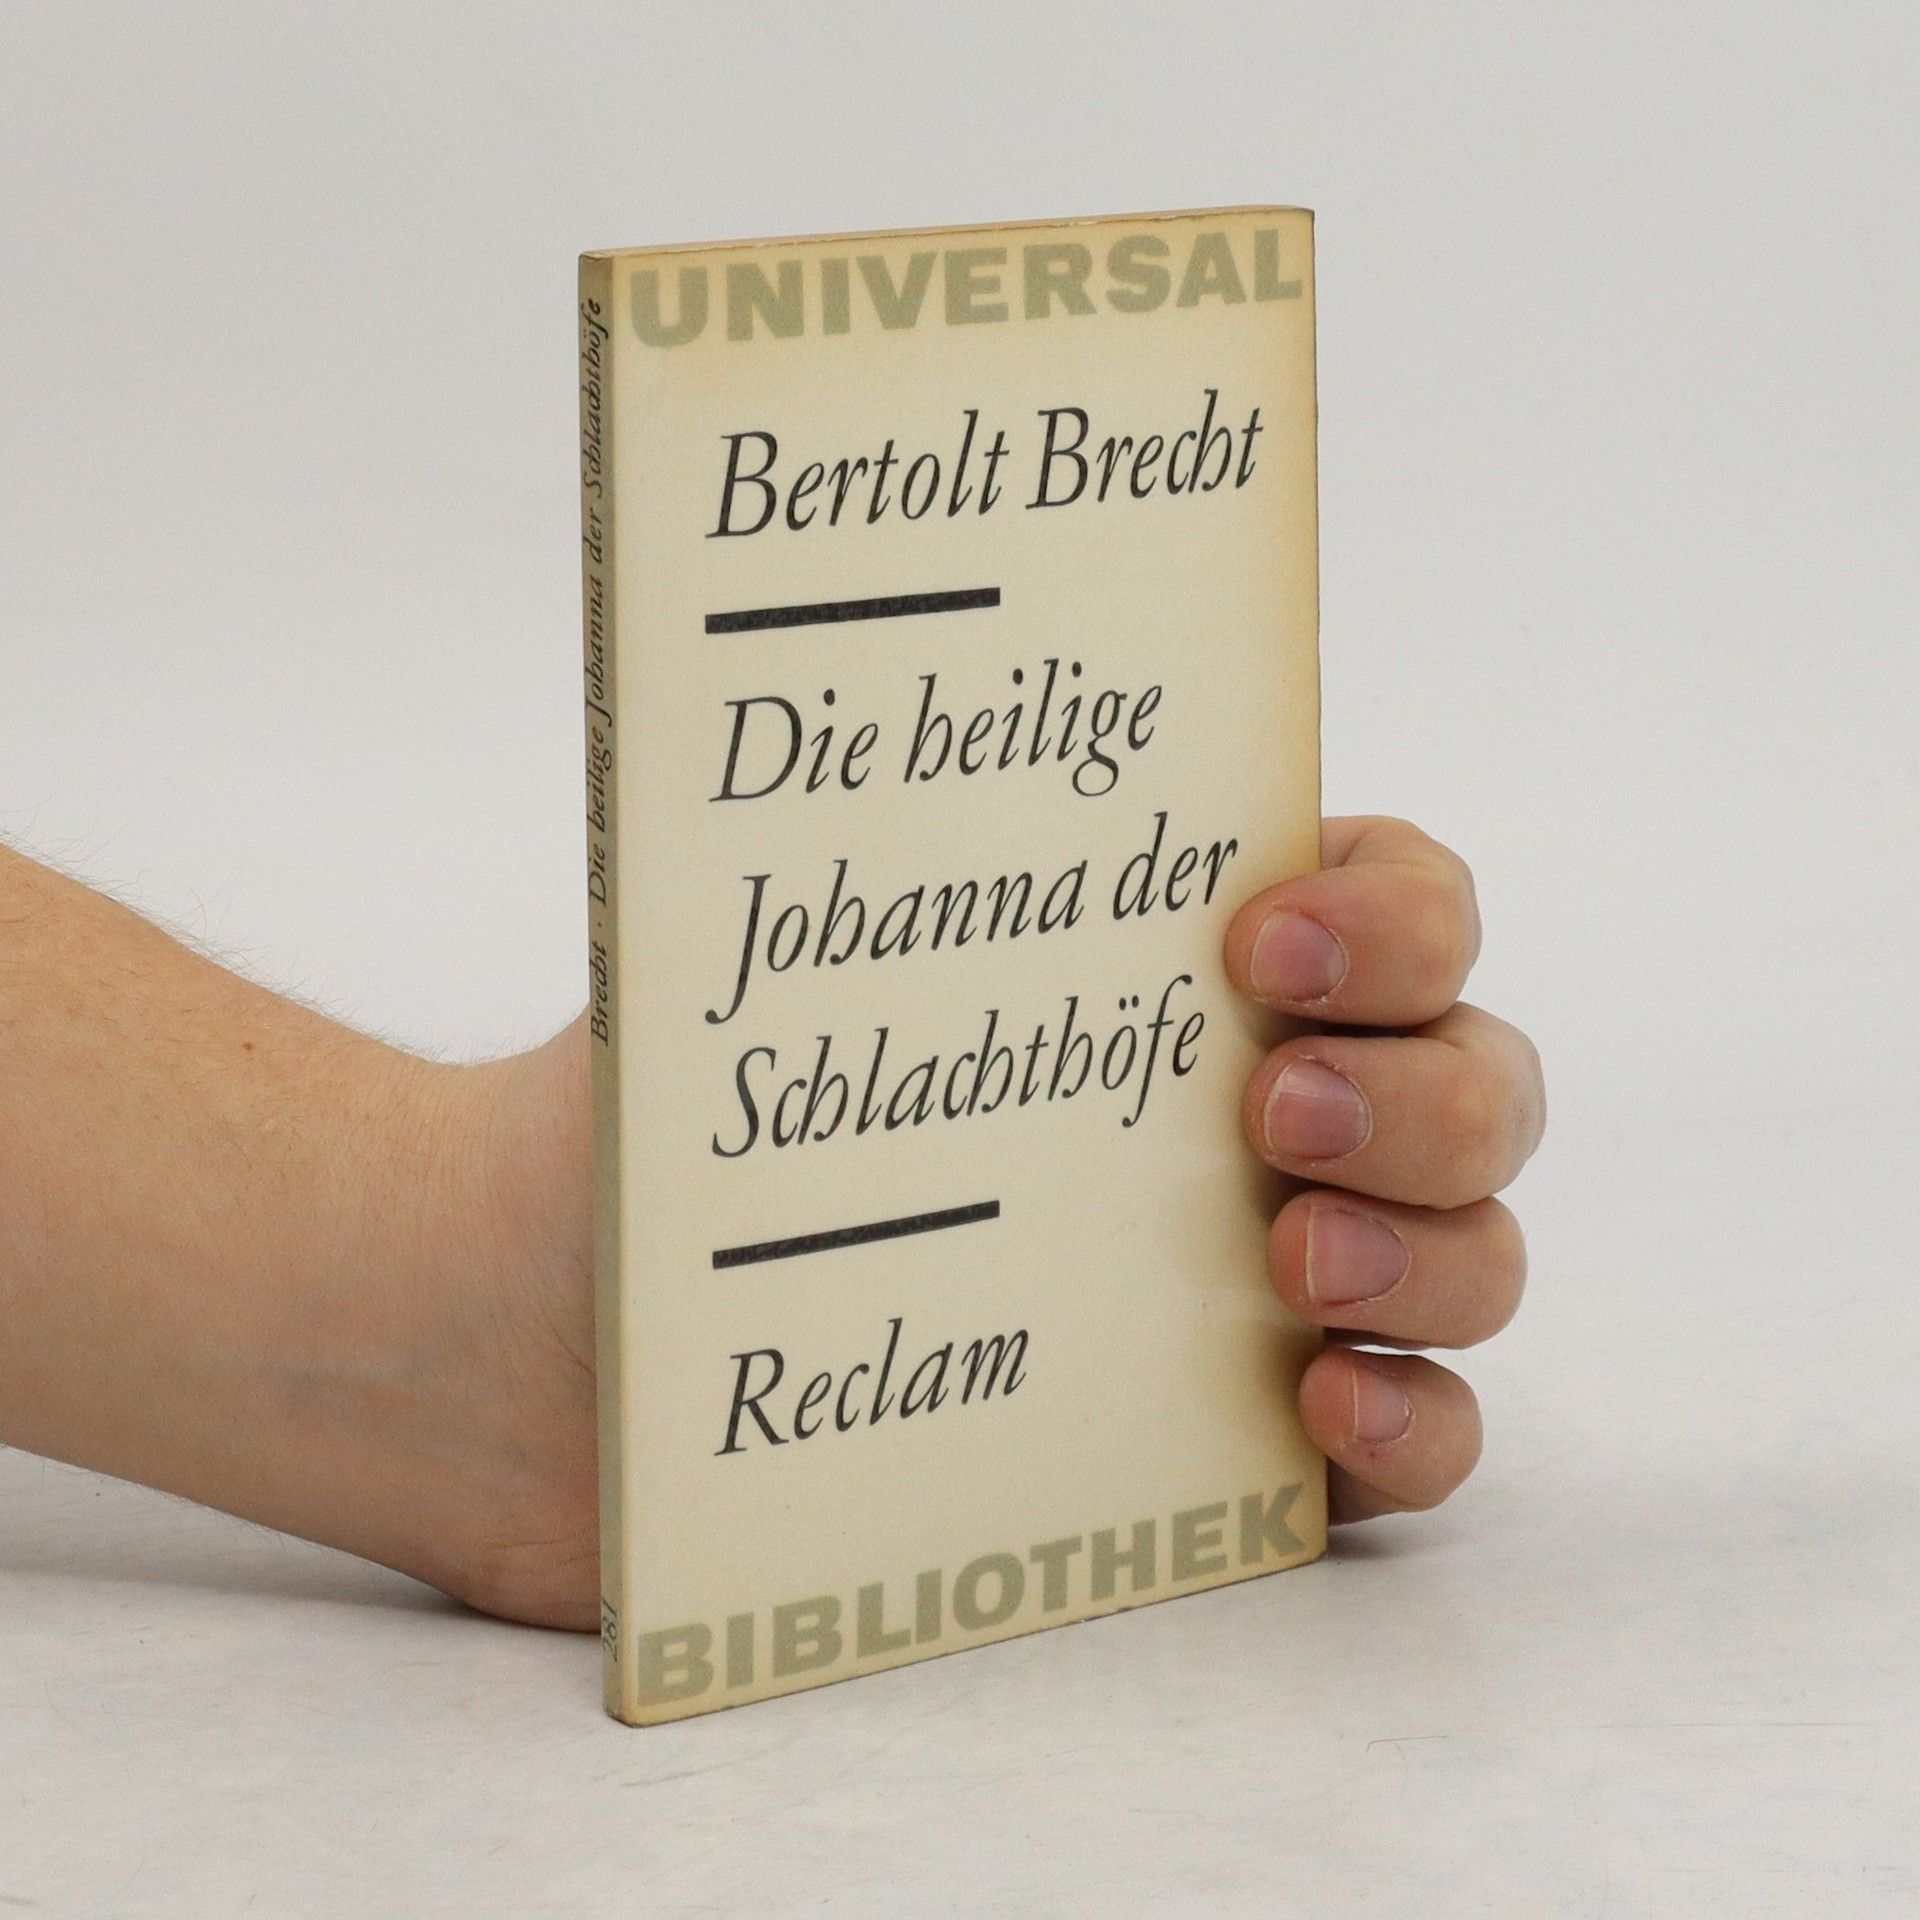 UNIVERSAL
Bertolt Brecht
Die heilige
Johanna der
Schlachthöfe
Reclam
BIBLIOTHEK
Brecht · Die heilige Johanna der Schlachthöfe
281